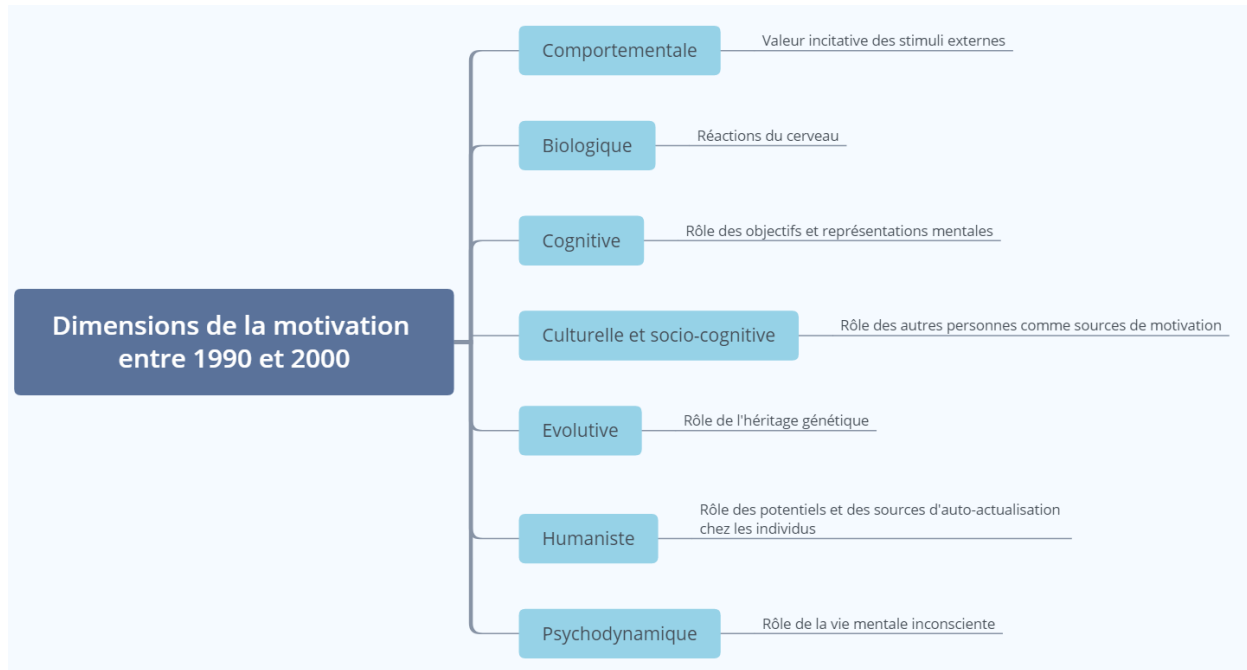 Comportementale
Valeur incitative des stimuli externes
Biologique
Réactions du cerveau
Cognitive
Rôle des objectifs et représentations mentales
Dimensions de la motivation
entre 1990 et 2000
Culturelle et socio-cognitive
Rôle des autres personnes comme sources de motivation
Evolutive
Rôle de l'héritage génétique
Humaniste
Rôle des potentiels et des sources d'auto-actualisation
chez les individus
Psychodynamique
Rôle de la vie mentale inconsciente